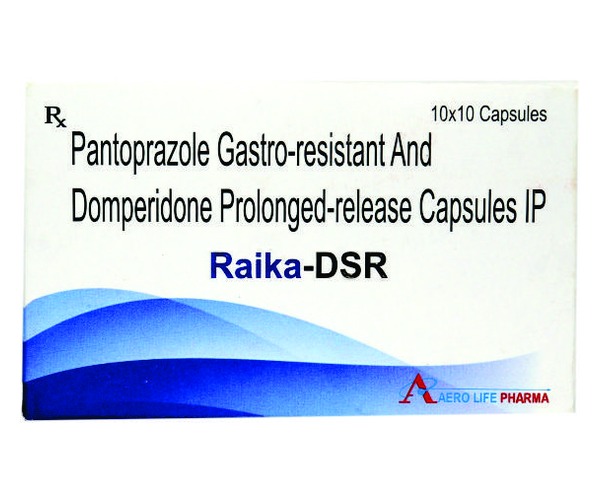 Rx
10x10 Capsules
Pantoprazole Gastro-resistant And
Domperidone Prolonged-release Capsules IP
Raika-DSR
AERO LIFE PHARMA